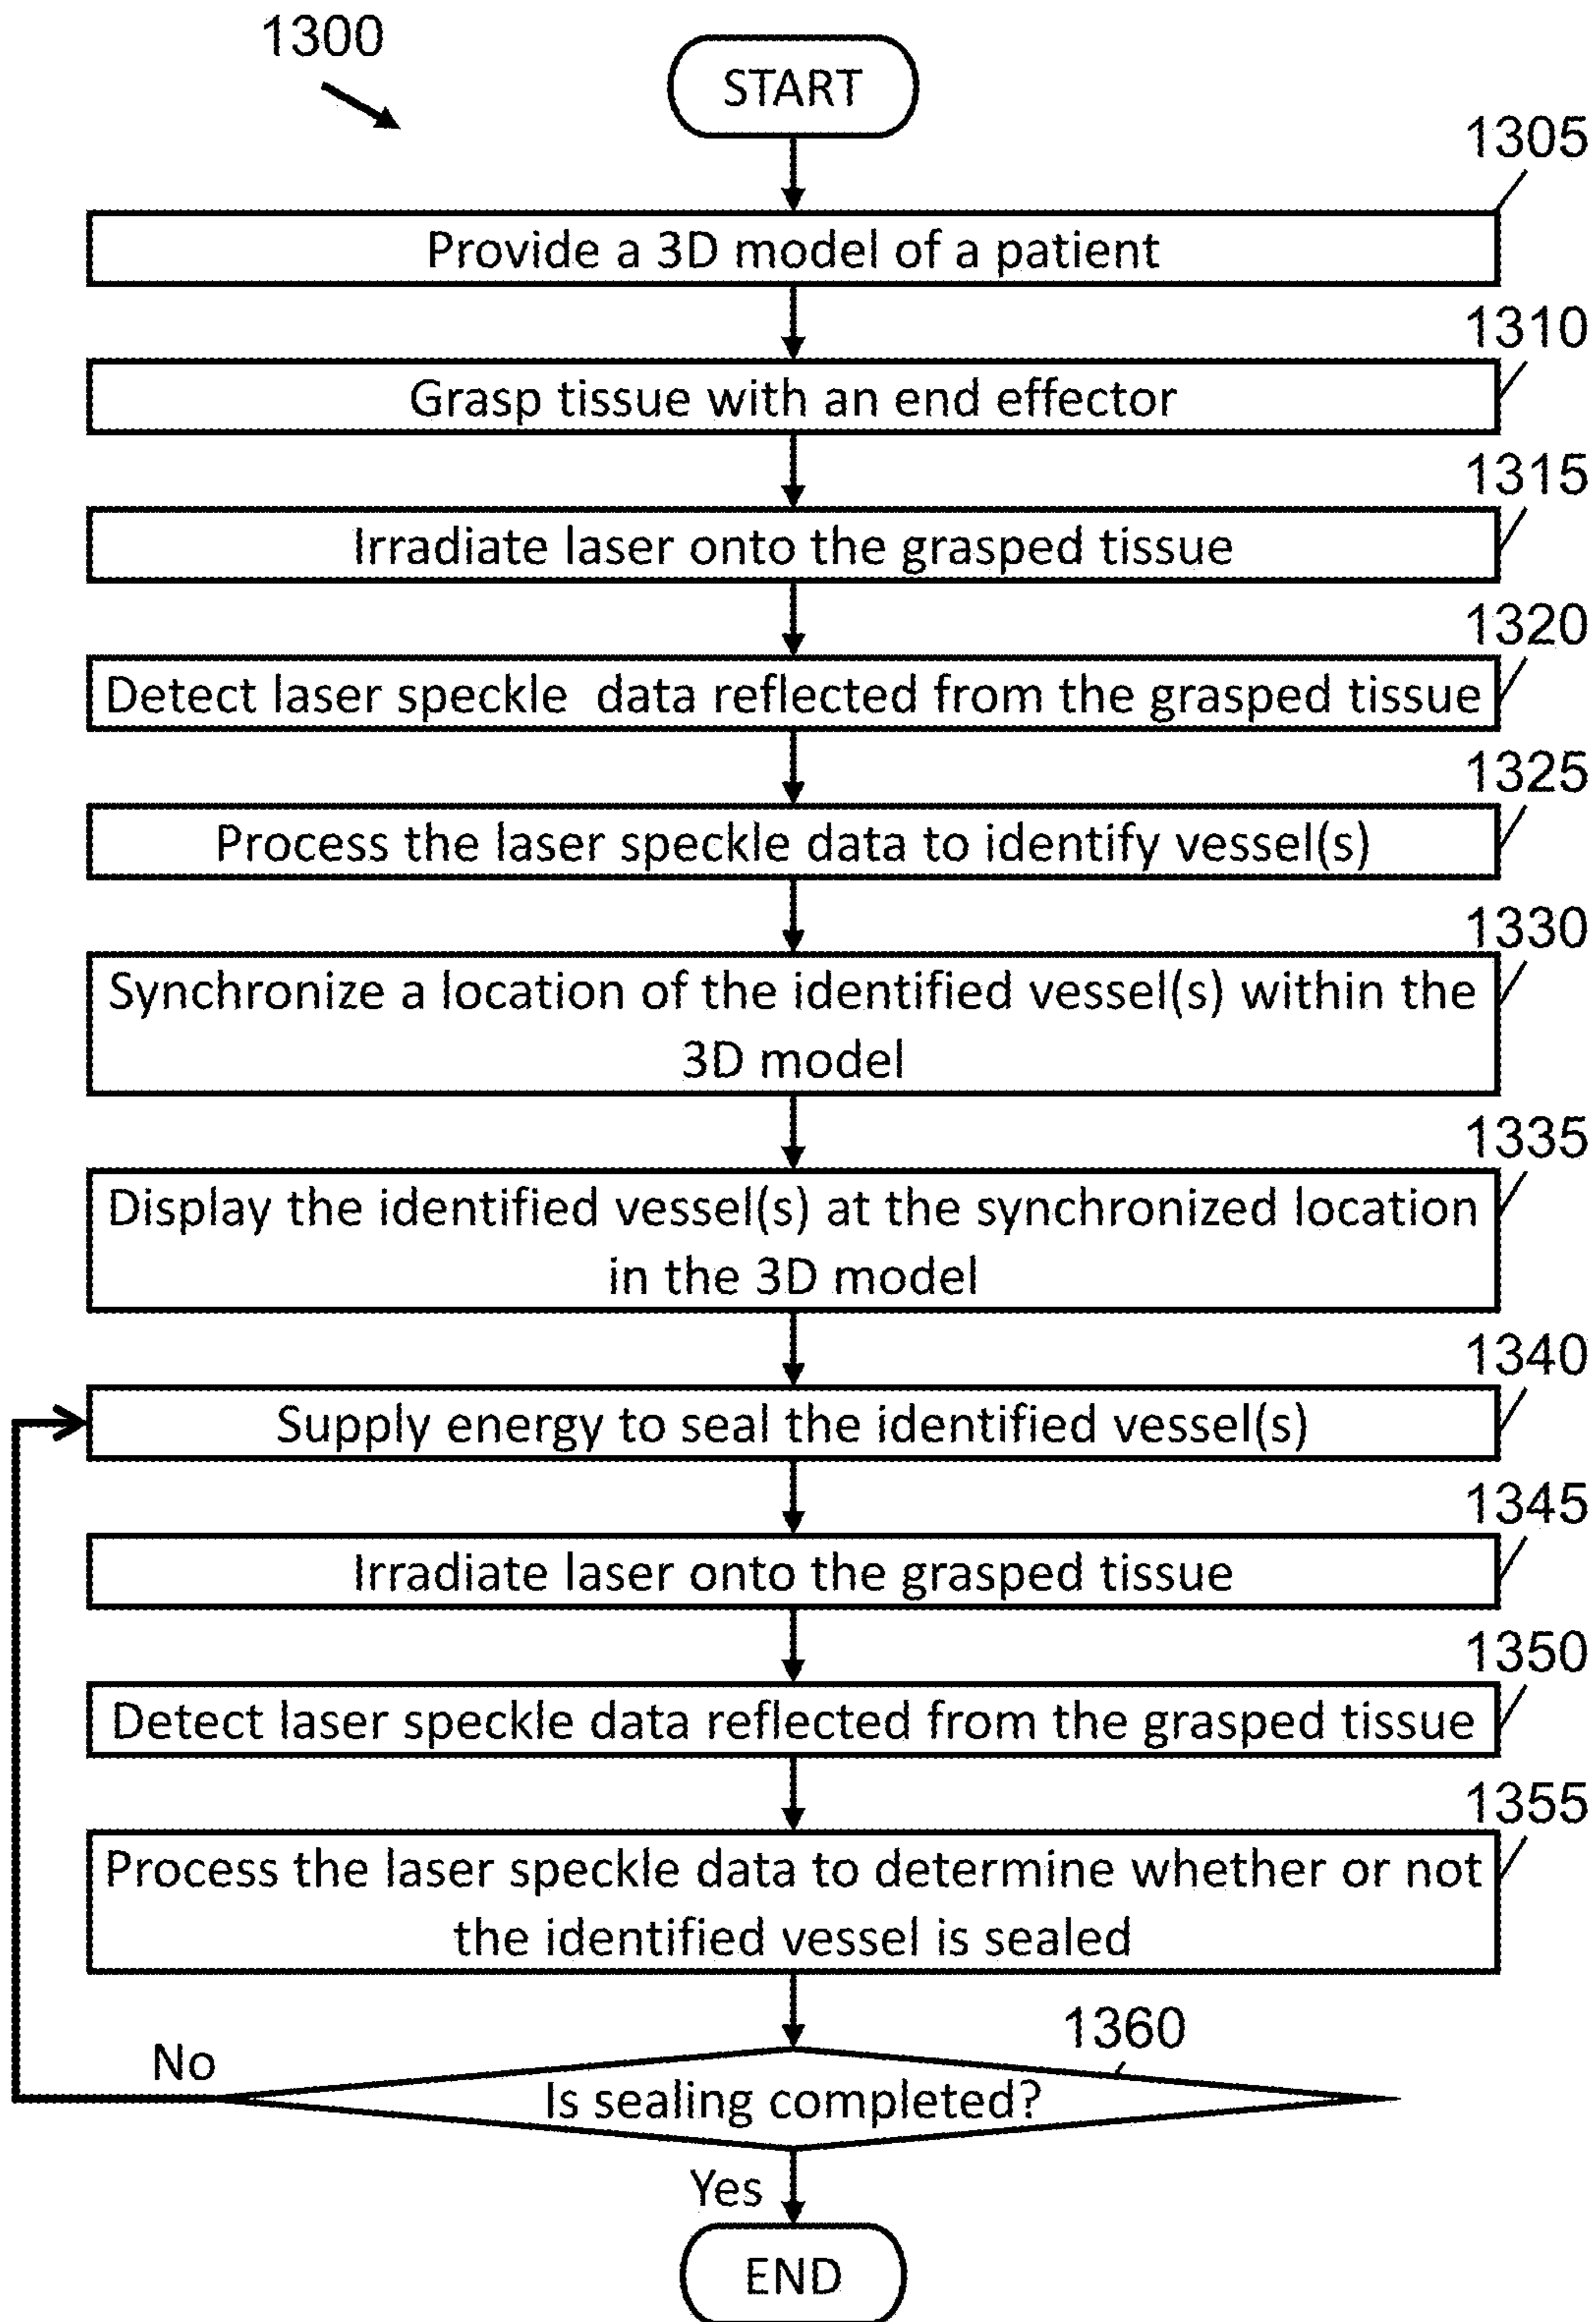 1300
START
1305
Provide a 3D model of a patient
1310
Grasp tissue with an end effector
1315
Irradiate laser onto the grasped tissue
1320
Detect laser speckle data reflected from the grasped tissue
1325
Process the laser speckle data to identify vessel(s)
1330
Synchronize a location of the identified vessel(s) within the
3D model
1335
Display the identified vessel(s) at the synchronized location
in the 3D model
1340
Supply energy to seal the identified vessel(s)
1345
Irradiate laser onto the grasped tissue
1350
Detect laser speckle data reflected from the grasped tissue
1355
Process the laser speckle data to determine whether or not
the identified vessel is sealed
1360
No
Is sealing completed?
Yes
END